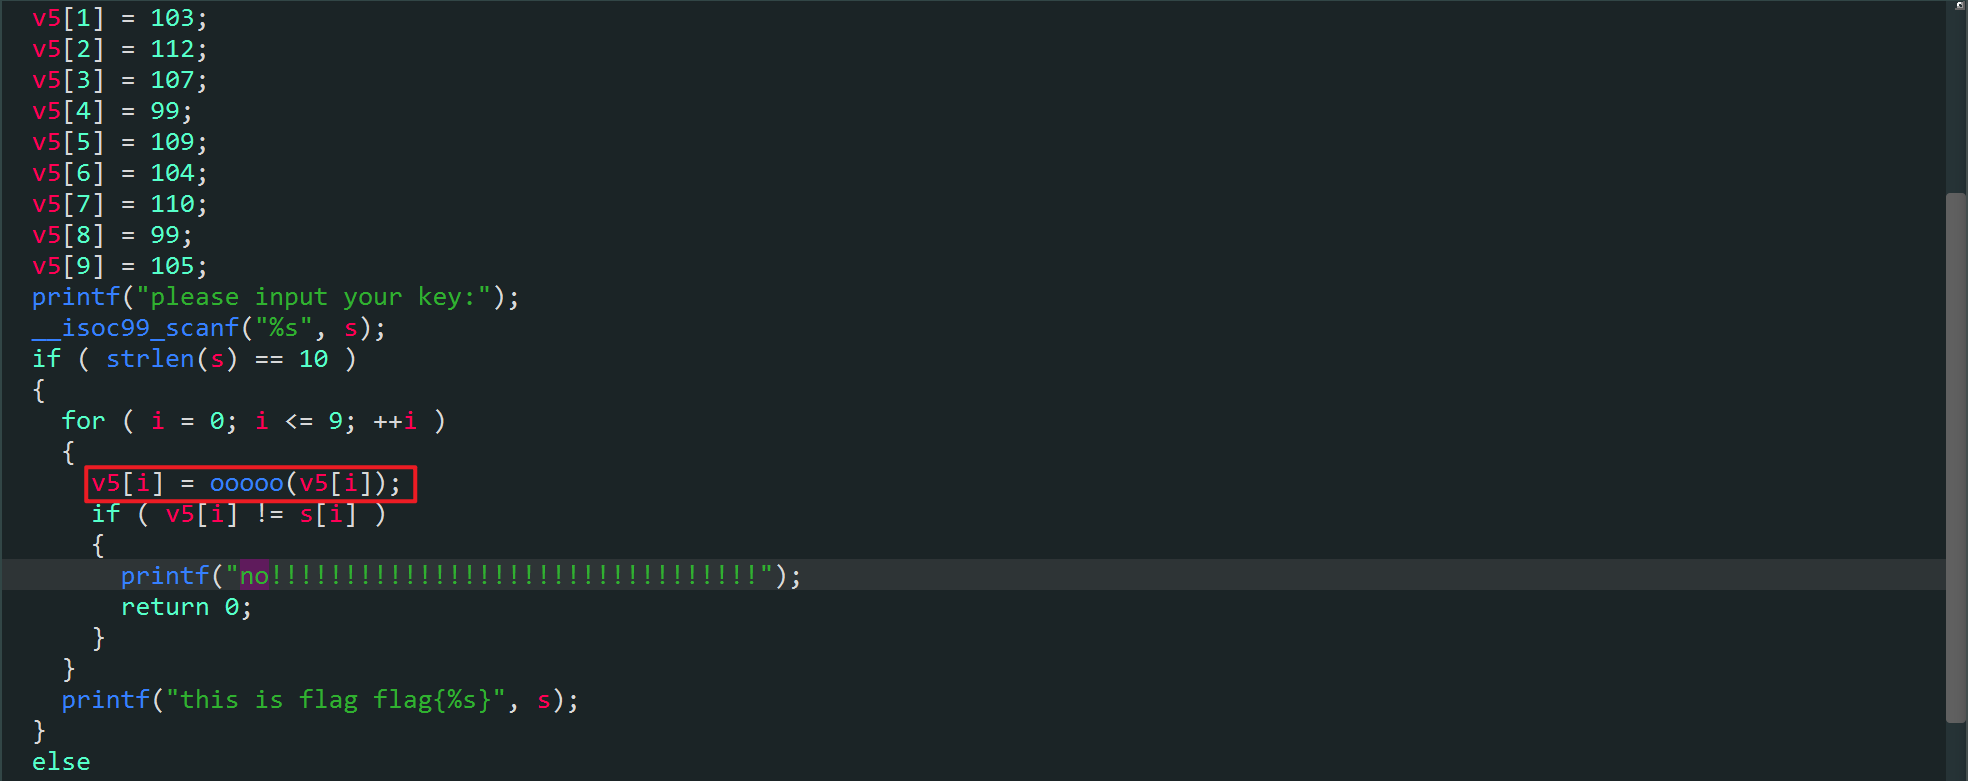 v5[1] = 103;
v5[2] = 112;
v5[3] = 107;
v5[4] = 99;
v5[5] = 109;
v5[6] = 104;
v5[7] = 110;
v5[8] = 99;
v5[9] = 105;
printf("please input your key:");
__isoc99_scanf("%s", s);
if ( strlen(s) == 10 )
{
for ( i = 0; i <= 9; ++i )
{
v5[i] = ooooo(v5[i]);
if ( v5[i] != s[i] )
{
printf("no!!!!!!!!!!!!!!!!!!!!!!!!!!!!!!!!!");
return 0;
}
}
printf("this is flag flag{%s}", s);
}
else